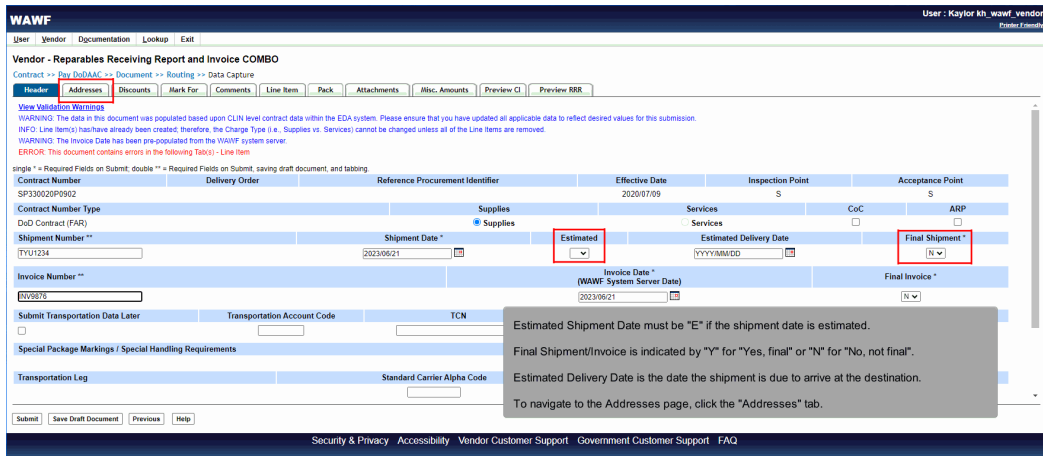 User : Kaylor kh_wawf_vendor
WAWF
Printer Friendly
User Vendor Documentation Lookup Exit
Vendor - Reparables Receiving Report and Invoice COMBO
Contract >> Pay DoDAAC >> Document >> Routing >> Data Capture
Header Addresses Discounts Mark For Comments Line Item Pack Attachments Misc. Amounts Preview CI Preview RRR
View Validation Warnings
WARNING: The data in this document was populated based upon CLIN level contract data within the EDA system. Please ensure that you have updated all applicable data to reflect desired values for this submission.
INFO: Line Item(s) has/have already been created; therefore, the Charge Type (i.e., Supplies vs. Services) cannot be changed unless all of the Line Items are removed.
WARNING: The Invoice Date has been pre-populated from the WAWF system server.
ERROR: This document contains errors in the following Tab(s) - Line Item
single * = Required Fields on Submit; double ** = Required Fields on Submit, saving draft document, and tabbing.
Contract Number Delivery Order Reference Procurement Identifier Effective Date Inspection Point Acceptance Point
SP330020P0902 2020/07/09 S S
Contract Number Type Supplies Services CoC ARP
DoD Contract (FAR) Supplies Services
Shipment Number ** Shipment Date * Estimated Estimated Delivery Date Final Shipment *
TYU1234 2023/06/21 YYYY/MM/DD N
Invoice Number ** Invoice Date * Final Invoice *
(WAWF System Server Date)
INV9876 2023/06/21 N
Submit Transportation Data Later Transportation Account Code TCN
Estimated Shipment Date must be "E" if the shipment date is estimated.
Special Package Markings / Special Handling Requirements
Final Shipment/Invoice is indicated by "Y" for "Yes, final" or "N" for "No, not final".
Transportation Leg Standard Carrier Alpha Code
Estimated Delivery Date is the date the shipment is due to arrive at the destination.
To navigate to the Addresses page, click the "Addresses" tab.
Submit Save Draft Document Previous Help
Security & Privacy Accessibility Vendor Customer Support Government Customer Support FAQ